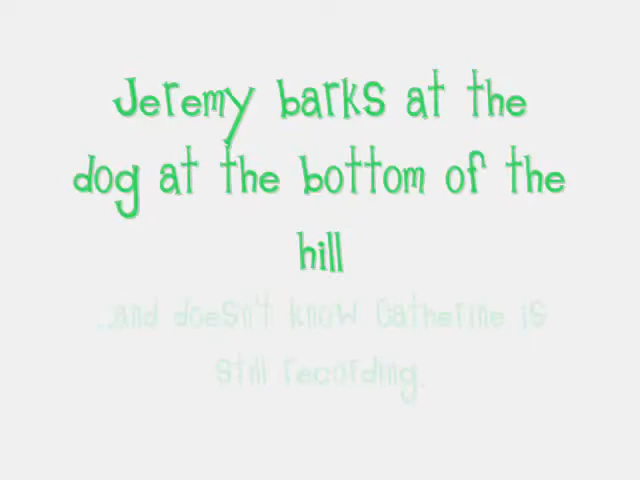 Jeremy barks at the
dog at the bottom of the
hill
...and doesn't know Catherine is
still recording.